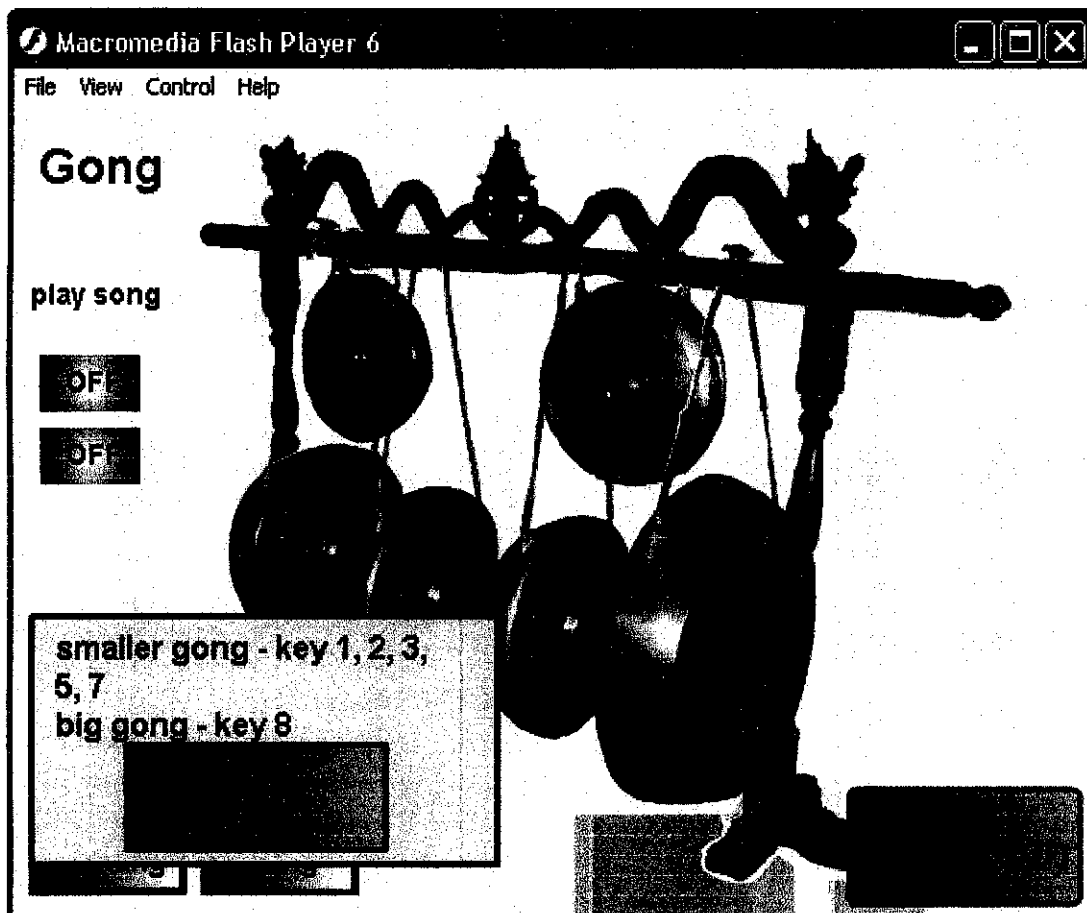 Macromedia Flash Player 6
File View Control Help
Gong
play song
OFF
OFF
smaller gong - key 1, 2, 3,
5, 7
big gong - key 8